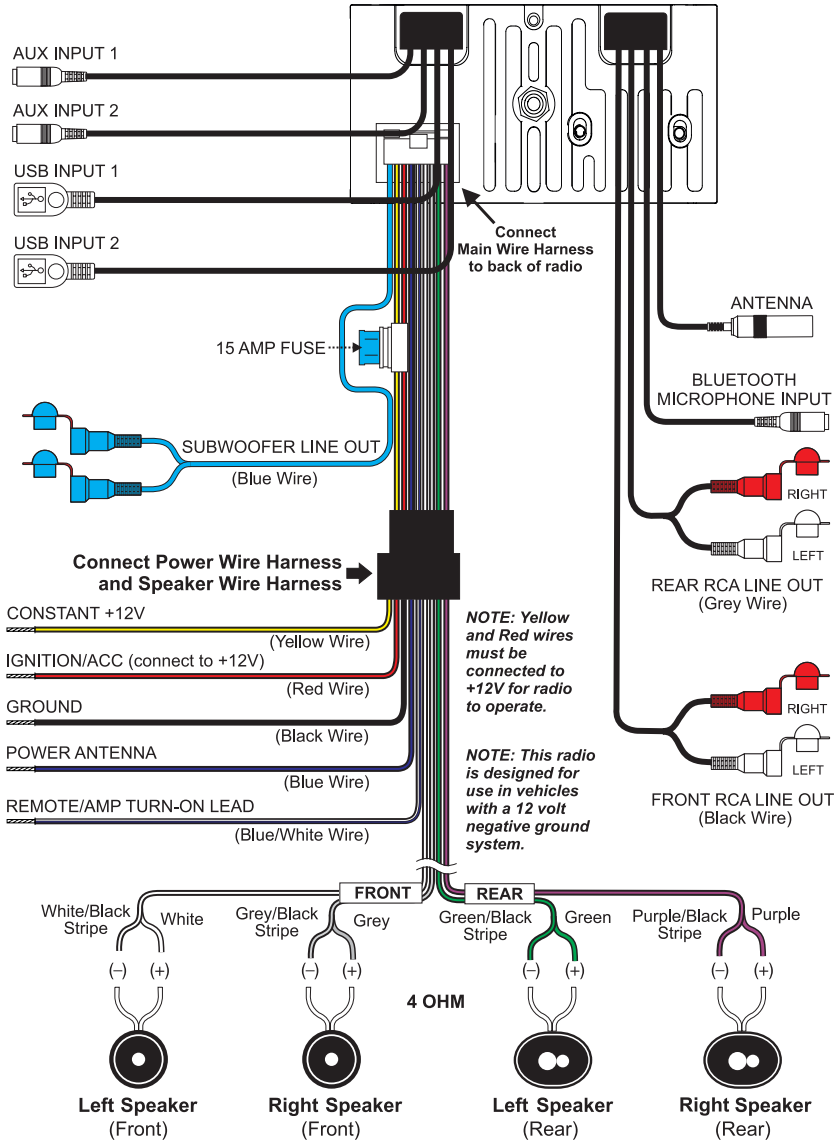 AUX INPUT 1
AUX INPUT 2
USB INPUT 1
USB INPUT 2
Connect
Main Wire Harness
to back of radio
ANTENNA
15 AMP FUSE
BLUETOOTH
MICROPHONE INPUT
SUBWOOFER LINE OUT
(Blue Wire)
RIGHT
LEFT
REAR RCA LINE OUT
(Grey Wire)
Connect Power Wire Harness
and Speaker Wire Harness
CONSTANT +12V
(Yellow Wire)
IGNITION/ACC (connect to +12V)
(Red Wire)
GROUND
(Black Wire)
POWER ANTENNA
(Blue Wire)
REMOTE/AMP TURN-ON LEAD
(Blue/White Wire)
NOTE: Yellow
and Red wires
must be
connected to
+12V for radio
to operate.
NOTE: This radio
is designed for
use in vehicles
with a 12 volt
negative ground
system.
RIGHT
LEFT
FRONT RCA LINE OUT
(Black Wire)
FRONT
REAR
White/Black
Stripe
White
Grey/Black
Stripe
Grey
Green/Black
Stripe
Green
Purple/Black
Stripe
Purple
(–)
(+)
(–)
(+)
(–)
(+)
(–)
(+)
4 OHM
Left Speaker
(Front)
Right Speaker
(Front)
Left Speaker
(Rear)
Right Speaker
(Rear)